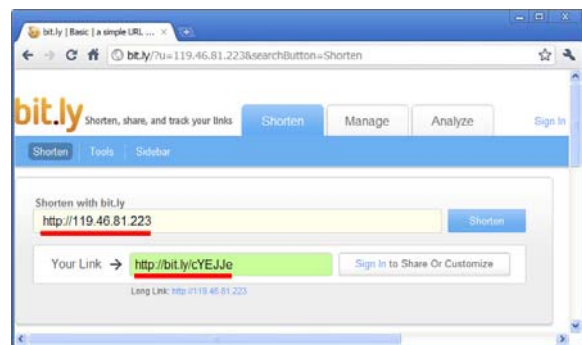 bit.ly | Basic | a simple URL ...
bit.ly/?u=119.46.81.223&searchButton=Shorten
bit.ly Shorten, share, and track your links Shorten Manage Analyze Sign In
Shorten Tools Sidebar
Shorten with bit.ly
http://119.46.81.223 Shorten
Your Link → http://bit.ly/cYEJJe Sign In to Share Or Customize
Long Link: http://119.46.81.223